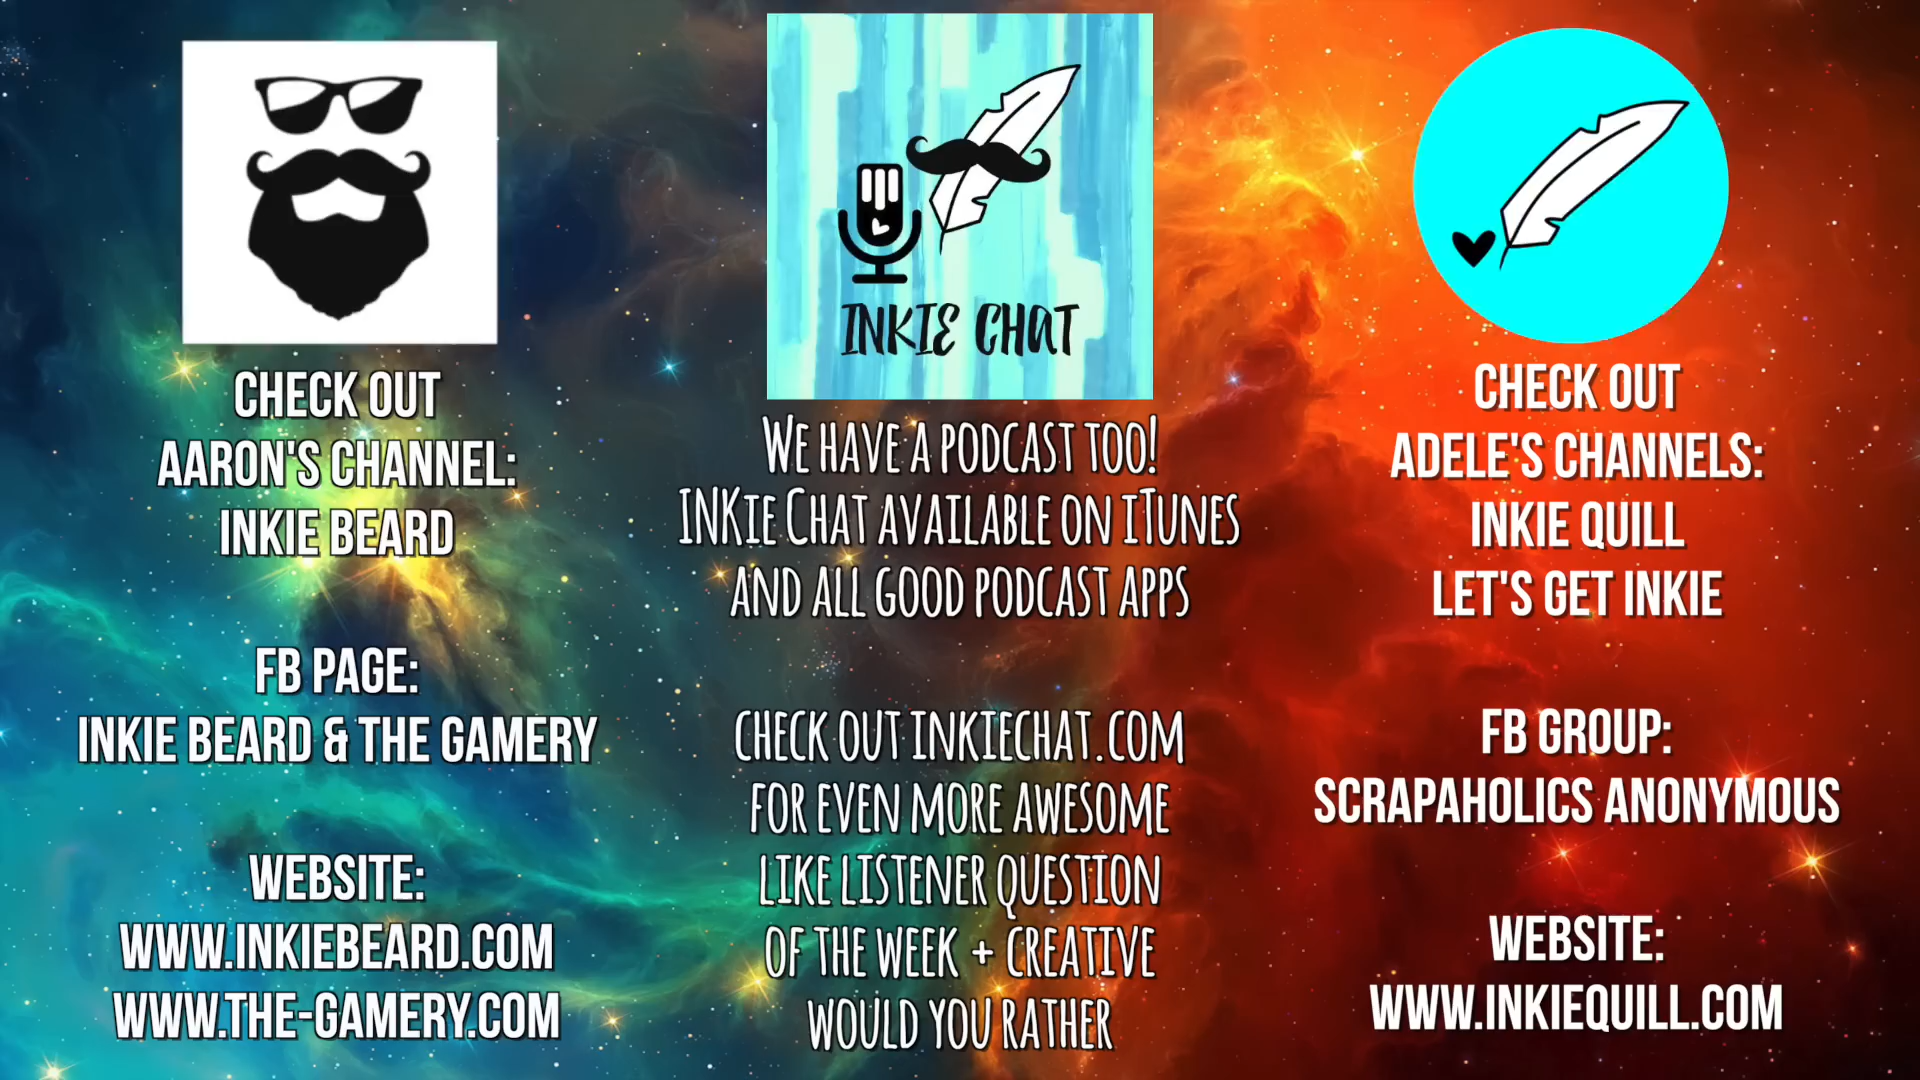 CHECK OUT
AARON'S CHANNEL:
INKIE BEARD
FB PAGE:
INKIE BEARD & THE GAMERY
WEBSITE:
WWW.INKIEBEARD.COM
WWW.THE-GAMERY.COM
INKIE CHAT
WE HAVE A PODCAST TOO!
INKIE CHAT AVAILABLE ON ITUNES
AND ALL GOOD PODCAST APPS
CHECK OUT INKIECHAT.COM
FOR EVEN MORE AWESOME
LIKE LISTENER QUESTION
OF THE WEEK + CREATIVE
WOULD YOU RATHER
CHECK OUT
ADELE'S CHANNELS:
INKIE QUILL
LET'S GET INKIE
FB GROUP:
SCRAPAHOLICS ANONYMOUS
WEBSITE:
WWW.INKIEQUILL.COM